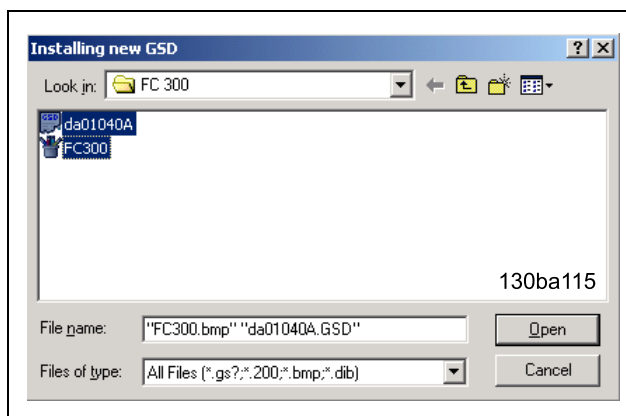 Installing new GSD
Look in: FC 300
da01040A
FC300
130ba115
File name: "FC300.bmp" "da01040A.GSD" Open
Files of type: All Files (*.gs?;*.200;*.bmp;*.dib) Cancel